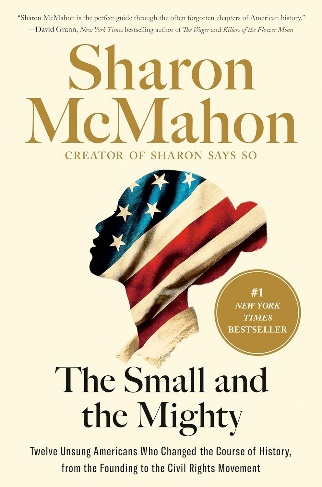 “Sharon McMahon is the perfect guide through the often forgotten chapters of American history.”
—David Grann, New York Times bestselling author of The Wager and Killers of the Flower Moon
Sharon
McMahon
CREATOR OF SHARON SAYS SO
#1
NEW YORK
TIMES
BESTSELLER
The Small and
the Mighty
Twelve Unsung Americans Who Changed the Course of History,
from the Founding to the Civil Rights Movement